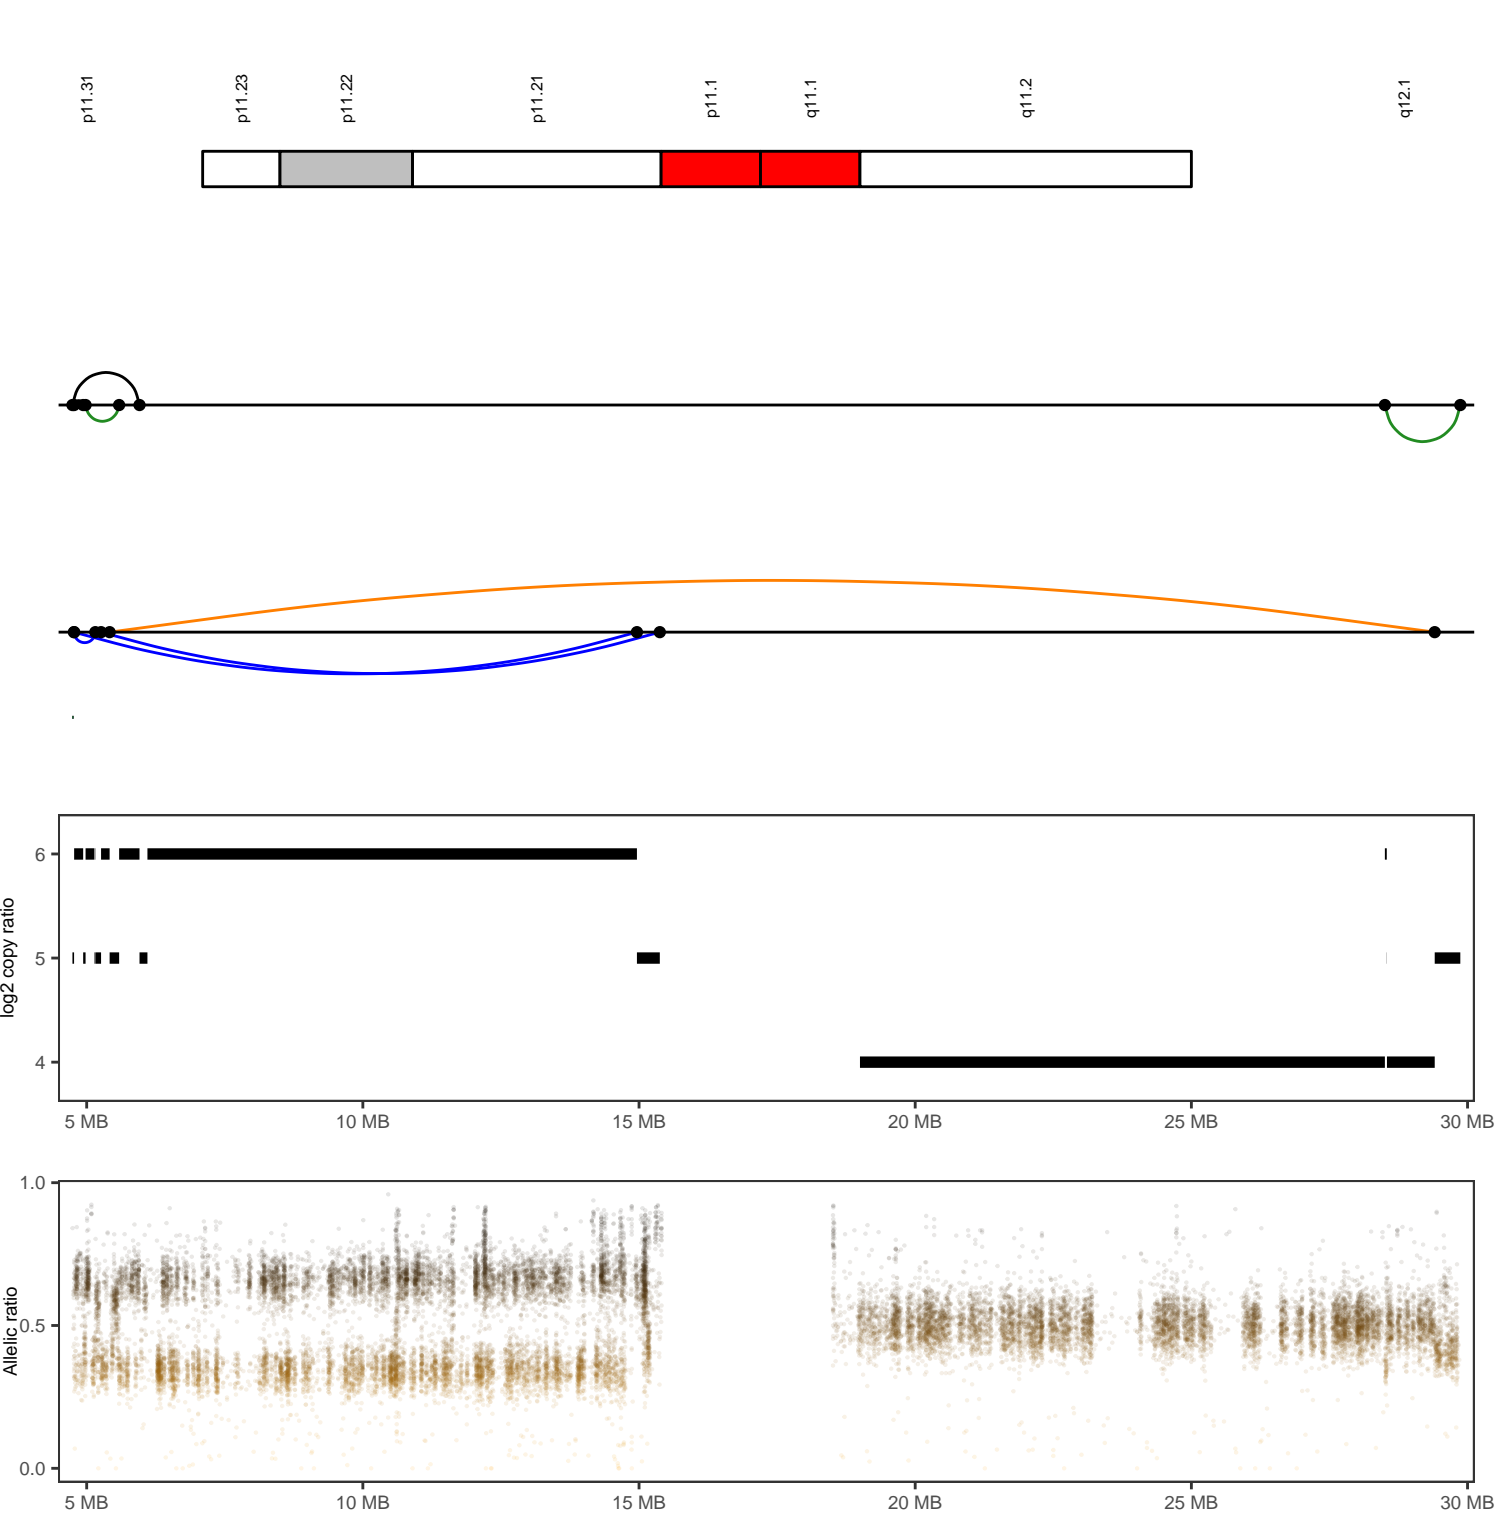 p11.31 p11.23 p11.22 p11.21 p11.1 q11.1 q11.2 q12.1
log2 copy ratio
6
5
4
5 MB 10 MB 15 MB 20 MB 25 MB 30 MB
Allelic ratio
1.0
0.5
0.0
5 MB 10 MB 15 MB 20 MB 25 MB 30 MB